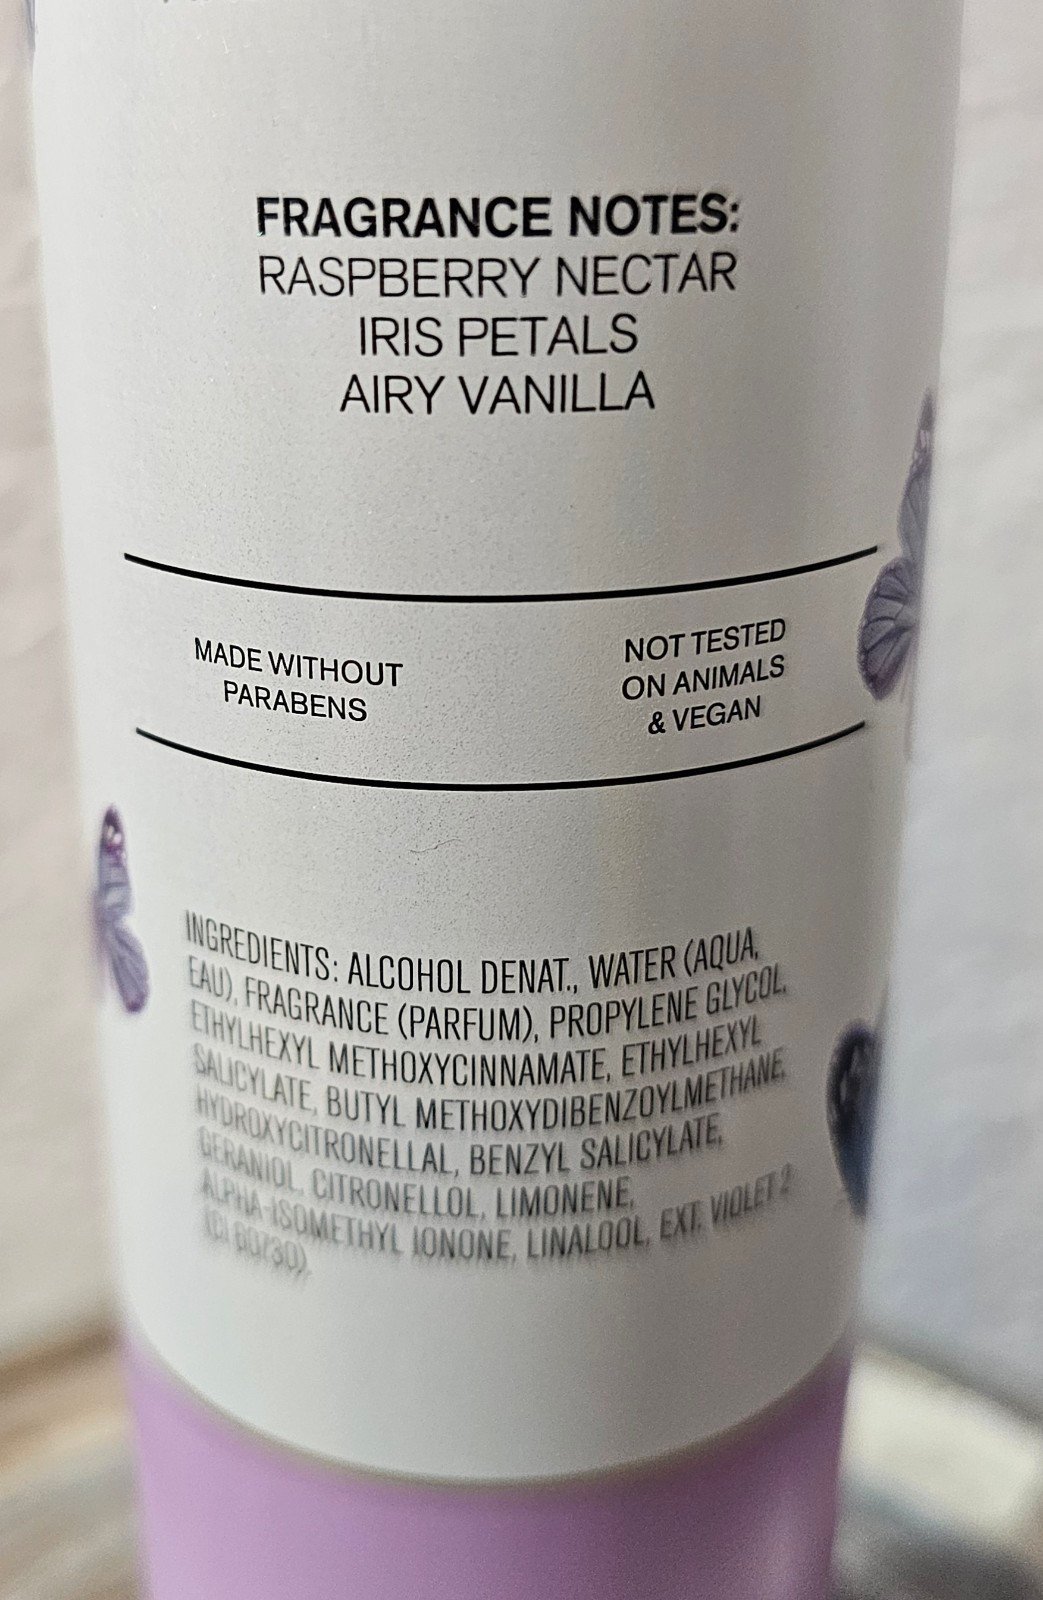 FRAGRANCE NOTES:
RASPBERRY NECTAR
IRIS PETALS
AIRY VANILLA
MADE WITHOUT
PARABENS
NOT TESTED
ON ANIMALS
& VEGAN
INGREDIENTS: ALCOHOL DENAT., WATER (AQUA,
EAU), FRAGRANCE (PARFUM), PROPYLENE GLYCOL,
ETHYLHEXYL METHOXYCINNAMATE, ETHYLHEXYL
SALICYLATE, BUTYL METHOXYDIBENZOYLMETHANE,
HYDROXYCITRONELLAL, BENZYL SALICYLATE,
GERANIOL, CITRONELLOL, LIMONENE,
ALPHA-ISOMETHYL IONONE, LINALOOL, EXT. VIOLET 2
(CI 60730).